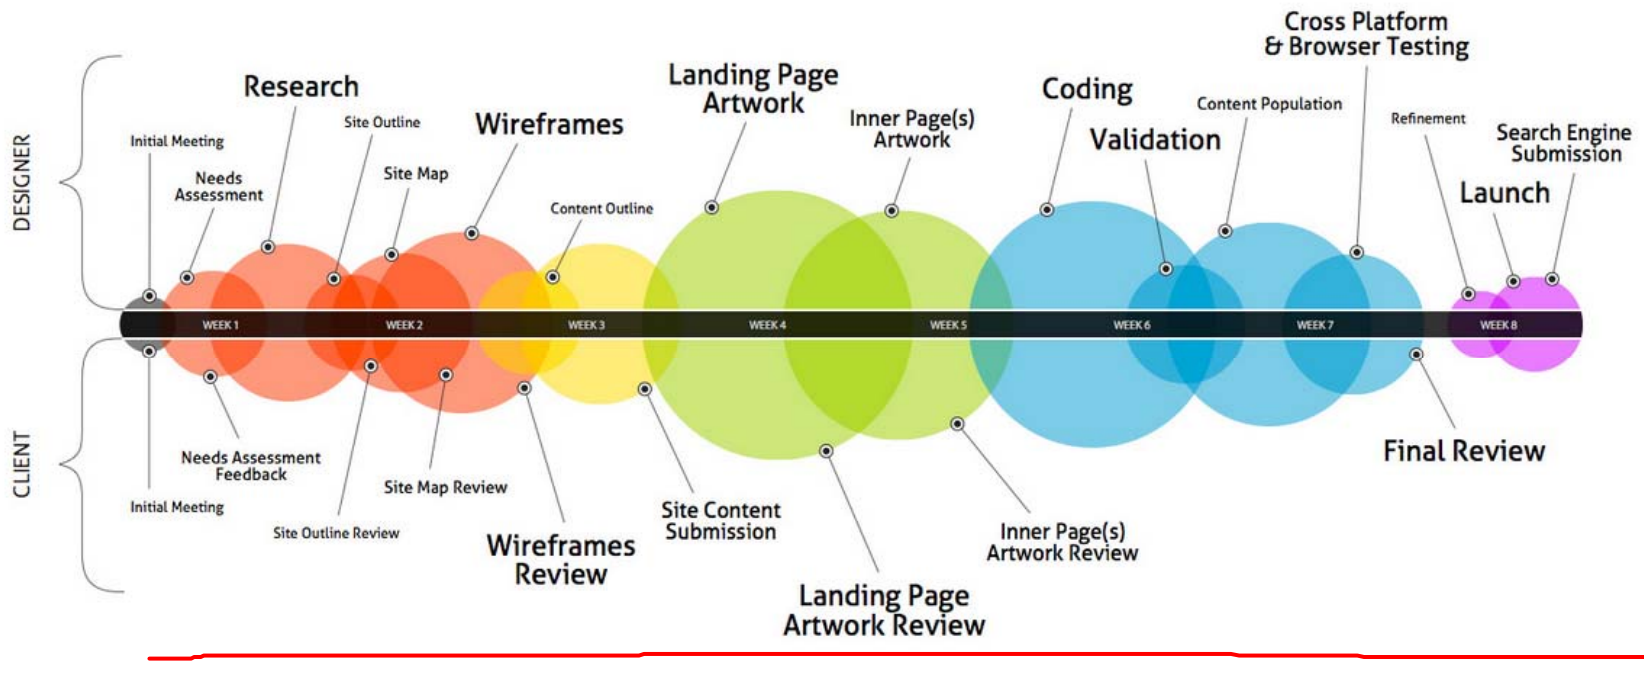 DESIGNER
Initial Meeting
Needs
Assessment
Research
Site Outline
Site Map
Wireframes
Content Outline
Landing Page
Artwork
Inner Page(s)
Artwork
Coding
Validation
Content Population
Cross Platform
& Browser Testing
Refinement
Launch
Search Engine
Submission
WEEK 1
WEEK 2
WEEK 3
WEEK 4
WEEK 5
WEEK 6
WEEK 7
WEEK 8
CLIENT
Initial Meeting
Needs Assessment
Feedback
Site Outline Review
Site Map Review
Wireframes
Review
Site Content
Submission
Landing Page
Artwork Review
Inner Page(s)
Artwork Review
Final Review